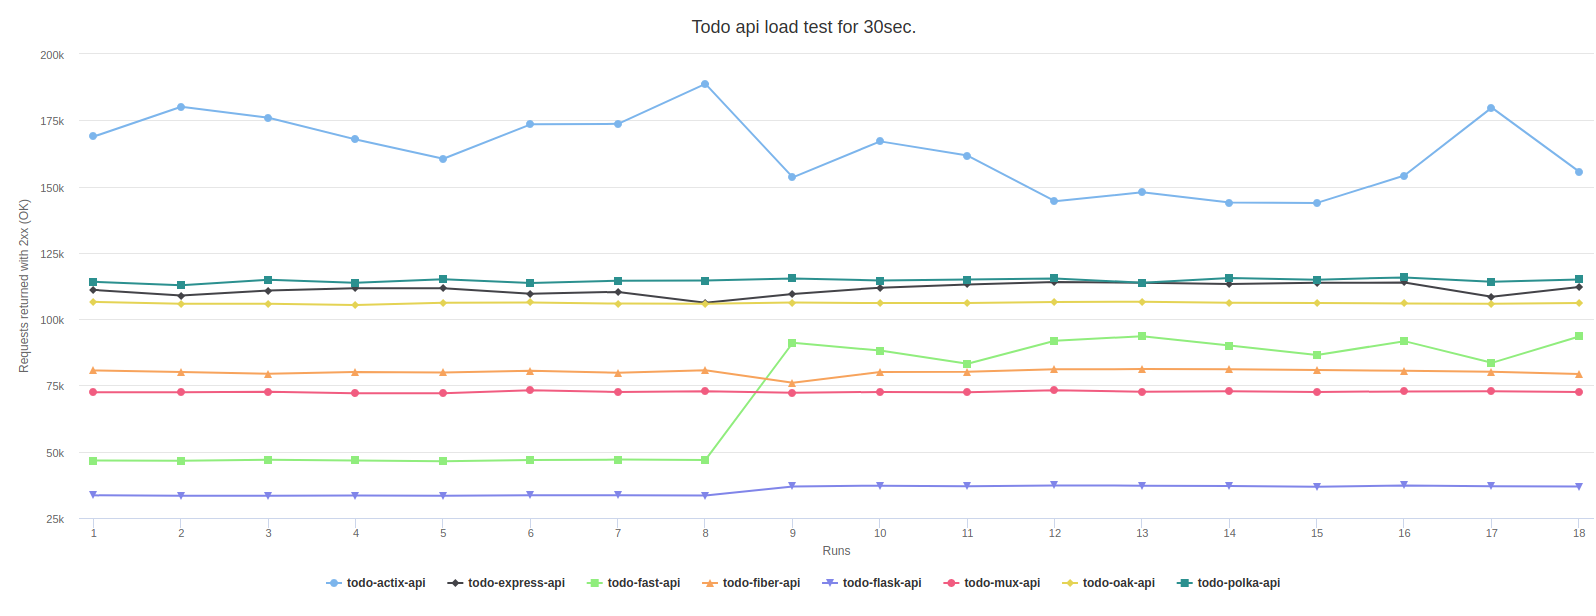 Todo api load test for 30sec.
Requests returned with 2xx (OK)
200k
175k
150k
125k
100k
75k
50k
25k
1 2 3 4 5 6 7 8 9 10 11 12 13 14 15 16 17 18
Runs
todo-actix-api todo-express-api todo-fast-api todo-fiber-api todo-flask-api todo-mux-api todo-oak-api todo-polka-api